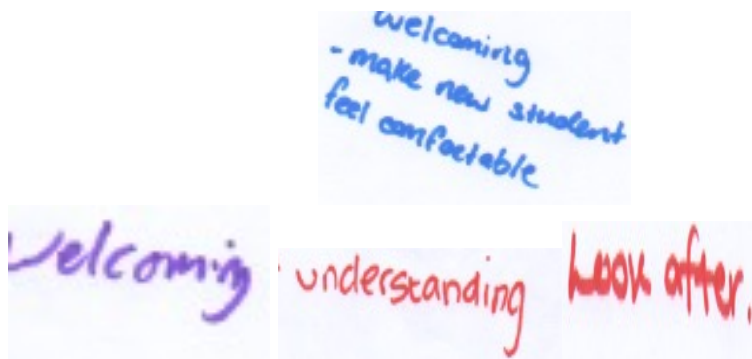 welcoming
- make new student
feel comfortable
welcoming
understanding
Look after.